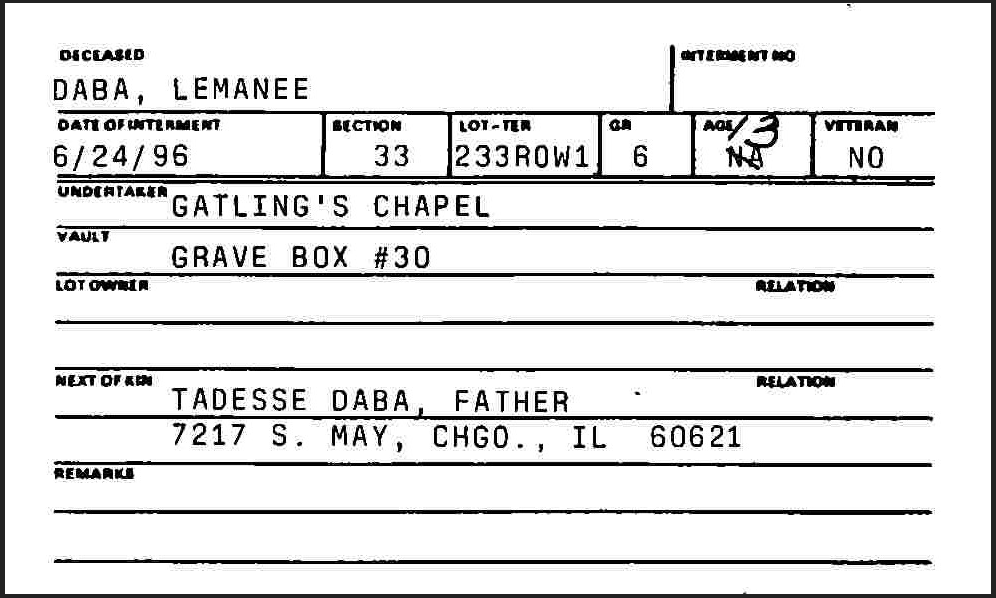 DECEASED INTERMENT NO
DABA, LEMANEE
DATE OF INTERMENT SECTION LOT-TER GR AGE 13 VETERAN
6/24/96 33 233ROW1 6 NA NO
UNDERTAKER GATLING'S CHAPEL
VAULT
GRAVE BOX #30
LOT OWNER RELATION
NEXT OF KIN RELATION
TADESSE DABA, FATHER
7217 S. MAY, CHGO., IL 60621
REMARKS